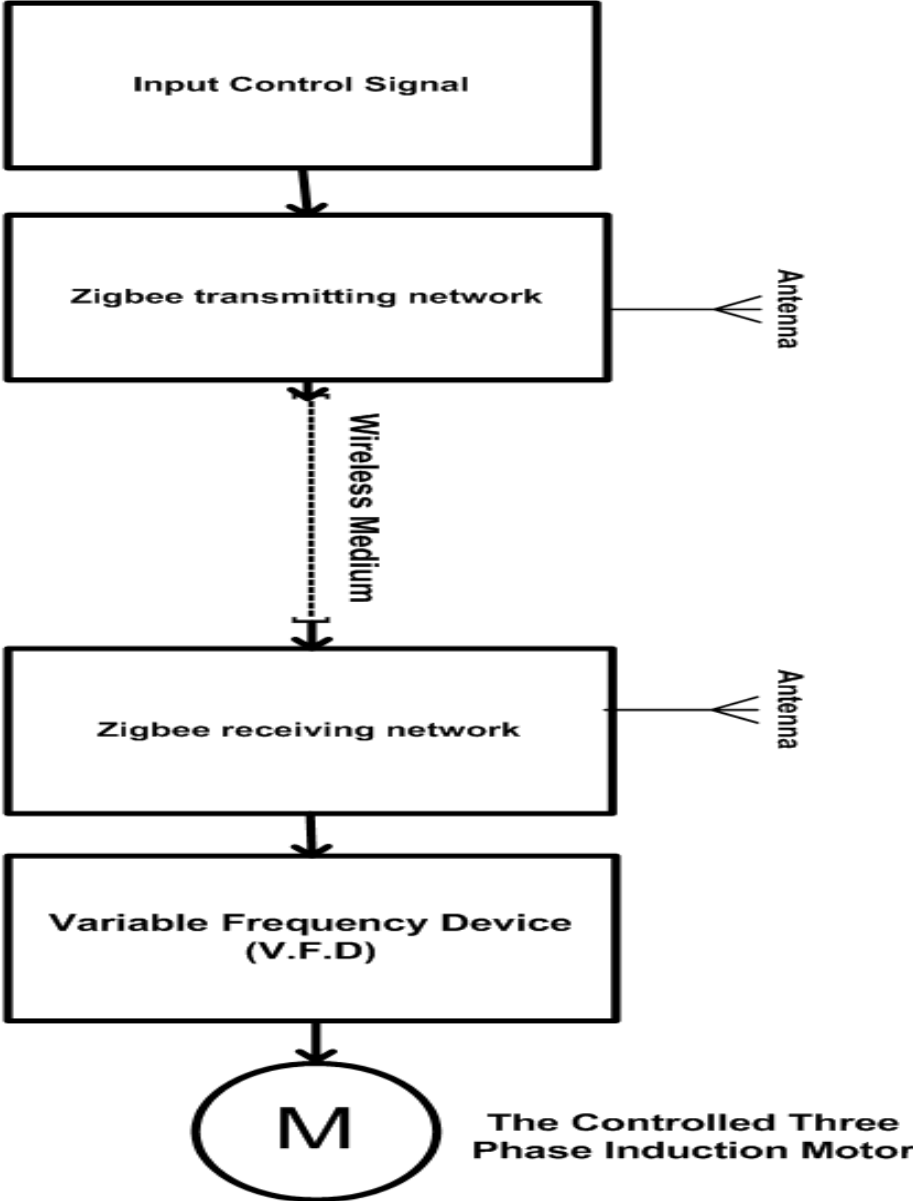 Input Control Signal
Zigbee transmitting network
Antenna
Wireless Medium
Zigbee receiving network
Antenna
Variable Frequency Device
(V.F.D)
M
The Controlled Three
Phase Induction Motor